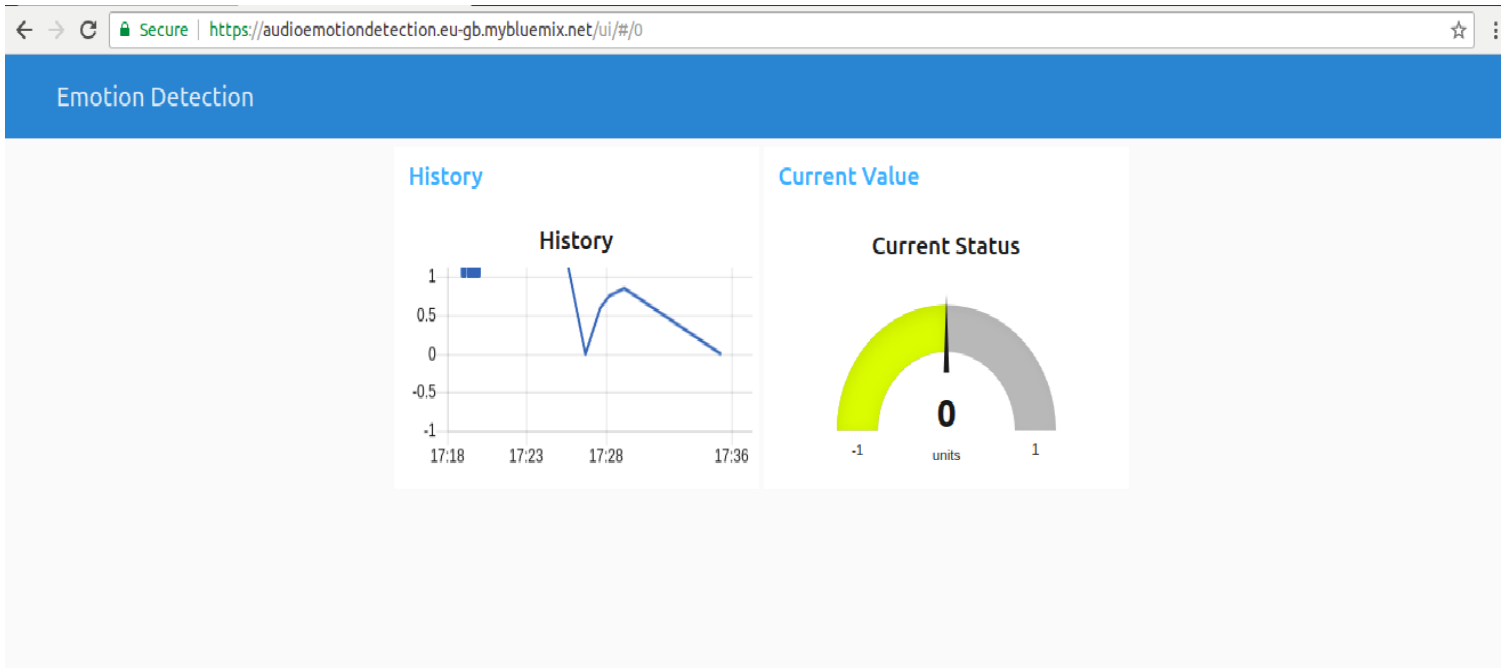 Secure | https://audioemotiondetection.eu-gb.mybluemix.net/ui/#/0
Emotion Detection
History
History
1
0.5
0
-0.5
-1
17:18 17:23 17:28 17:36
Current Value
Current Status
0
-1 units 1